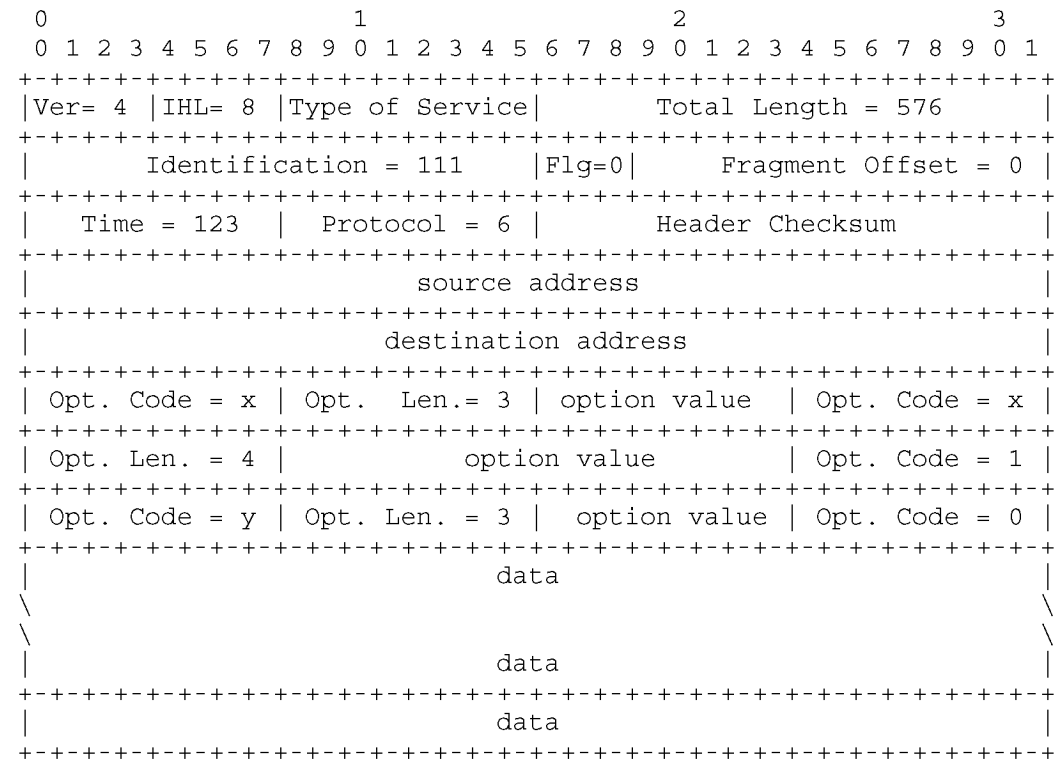 0                   1                   2                   3
 0 1 2 3 4 5 6 7 8 9 0 1 2 3 4 5 6 7 8 9 0 1 2 3 4 5 6 7 8 9 0 1
+-+-+-+-+-+-+-+-+-+-+-+-+-+-+-+-+-+-+-+-+-+-+-+-+-+-+-+-+-+-+-+-+
|Ver= 4 |IHL= 8 |Type of Service|       Total Length = 576      |
+-+-+-+-+-+-+-+-+-+-+-+-+-+-+-+-+-+-+-+-+-+-+-+-+-+-+-+-+-+-+-+-+
|       Identification = 111    |Flg=0|     Fragment Offset = 0 |
+-+-+-+-+-+-+-+-+-+-+-+-+-+-+-+-+-+-+-+-+-+-+-+-+-+-+-+-+-+-+-+-+
|   Time = 123  |  Protocol = 6 |       Header Checksum         |
+-+-+-+-+-+-+-+-+-+-+-+-+-+-+-+-+-+-+-+-+-+-+-+-+-+-+-+-+-+-+-+-+
|                        source address                         |
+-+-+-+-+-+-+-+-+-+-+-+-+-+-+-+-+-+-+-+-+-+-+-+-+-+-+-+-+-+-+-+-+
|                      destination address                      |
+-+-+-+-+-+-+-+-+-+-+-+-+-+-+-+-+-+-+-+-+-+-+-+-+-+-+-+-+-+-+-+-+
| Opt. Code = x | Opt.  Len.= 3 | option value  | Opt. Code = x |
+-+-+-+-+-+-+-+-+-+-+-+-+-+-+-+-+-+-+-+-+-+-+-+-+-+-+-+-+-+-+-+-+
| Opt. Len. = 4 |           option value        | Opt. Code = 1 |
+-+-+-+-+-+-+-+-+-+-+-+-+-+-+-+-+-+-+-+-+-+-+-+-+-+-+-+-+-+-+-+-+
| Opt. Code = y | Opt. Len. = 3 |  option value | Opt. Code = 0 |
+-+-+-+-+-+-+-+-+-+-+-+-+-+-+-+-+-+-+-+-+-+-+-+-+-+-+-+-+-+-+-+-+
|                             data                              |
\                                                               \
\                                                               \
|                             data                              |
+-+-+-+-+-+-+-+-+-+-+-+-+-+-+-+-+-+-+-+-+-+-+-+-+-+-+-+-+-+-+-+-+
|                             data                              |
+-+-+-+-+-+-+-+-+-+-+-+-+-+-+-+-+-+-+-+-+-+-+-+-+-+-+-+-+-+-+-+-+